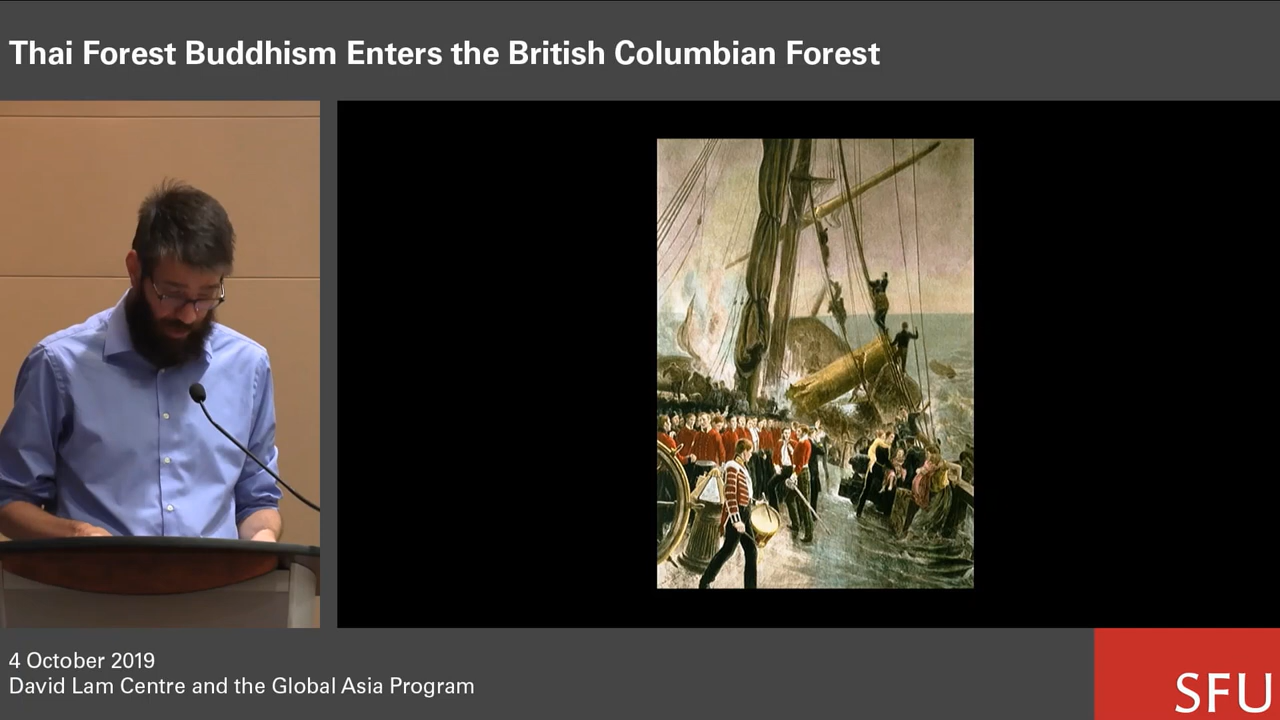 Thai Forest Buddhism Enters the British Columbian Forest
4 October 2019
David Lam Centre and the Global Asia Program
SFU